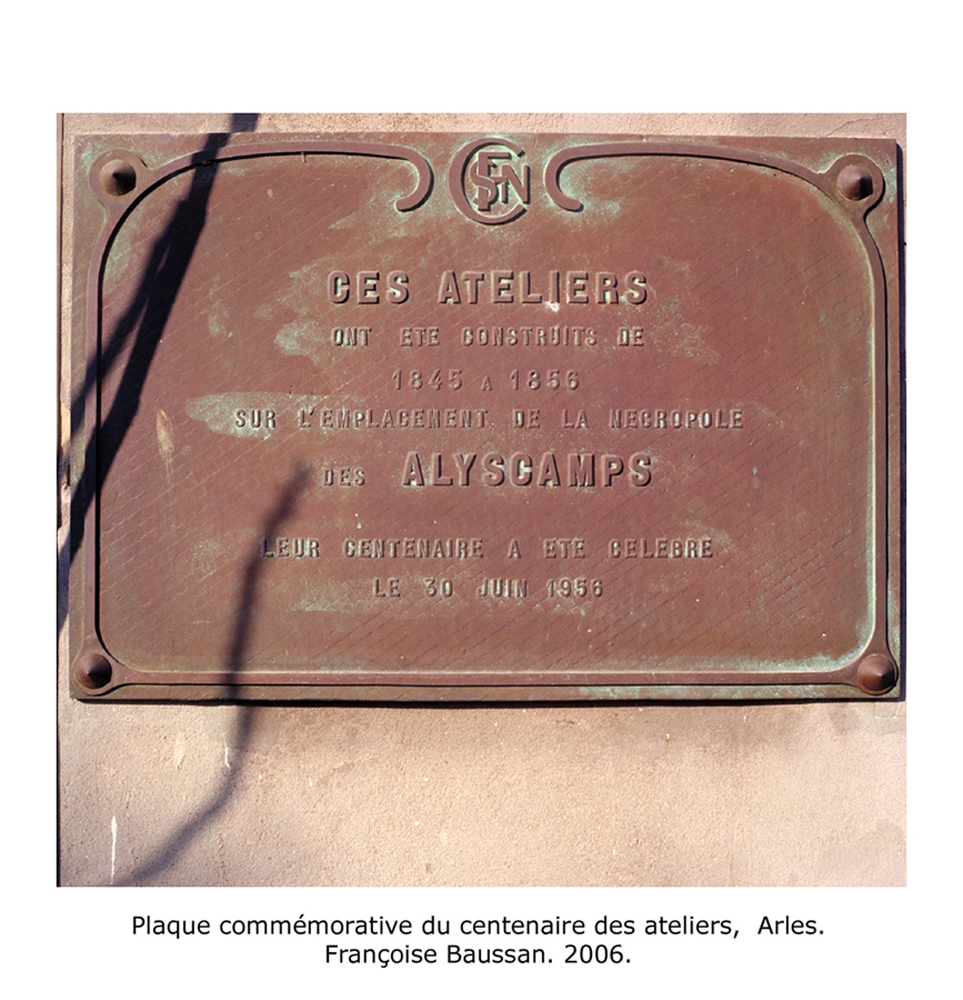 SNCF
CES ATELIERS
ONT ETE CONSTRUITS DE
1845 A 1856
SUR L'EMPLACEMENT DE LA NECROPOLE
DES ALYSCAMPS
LEUR CENTENAIRE A ETE CELEBRE
LE 30 JUIN 1956
Plaque commémorative du centenaire des ateliers, Arles.
Françoise Baussan. 2006.